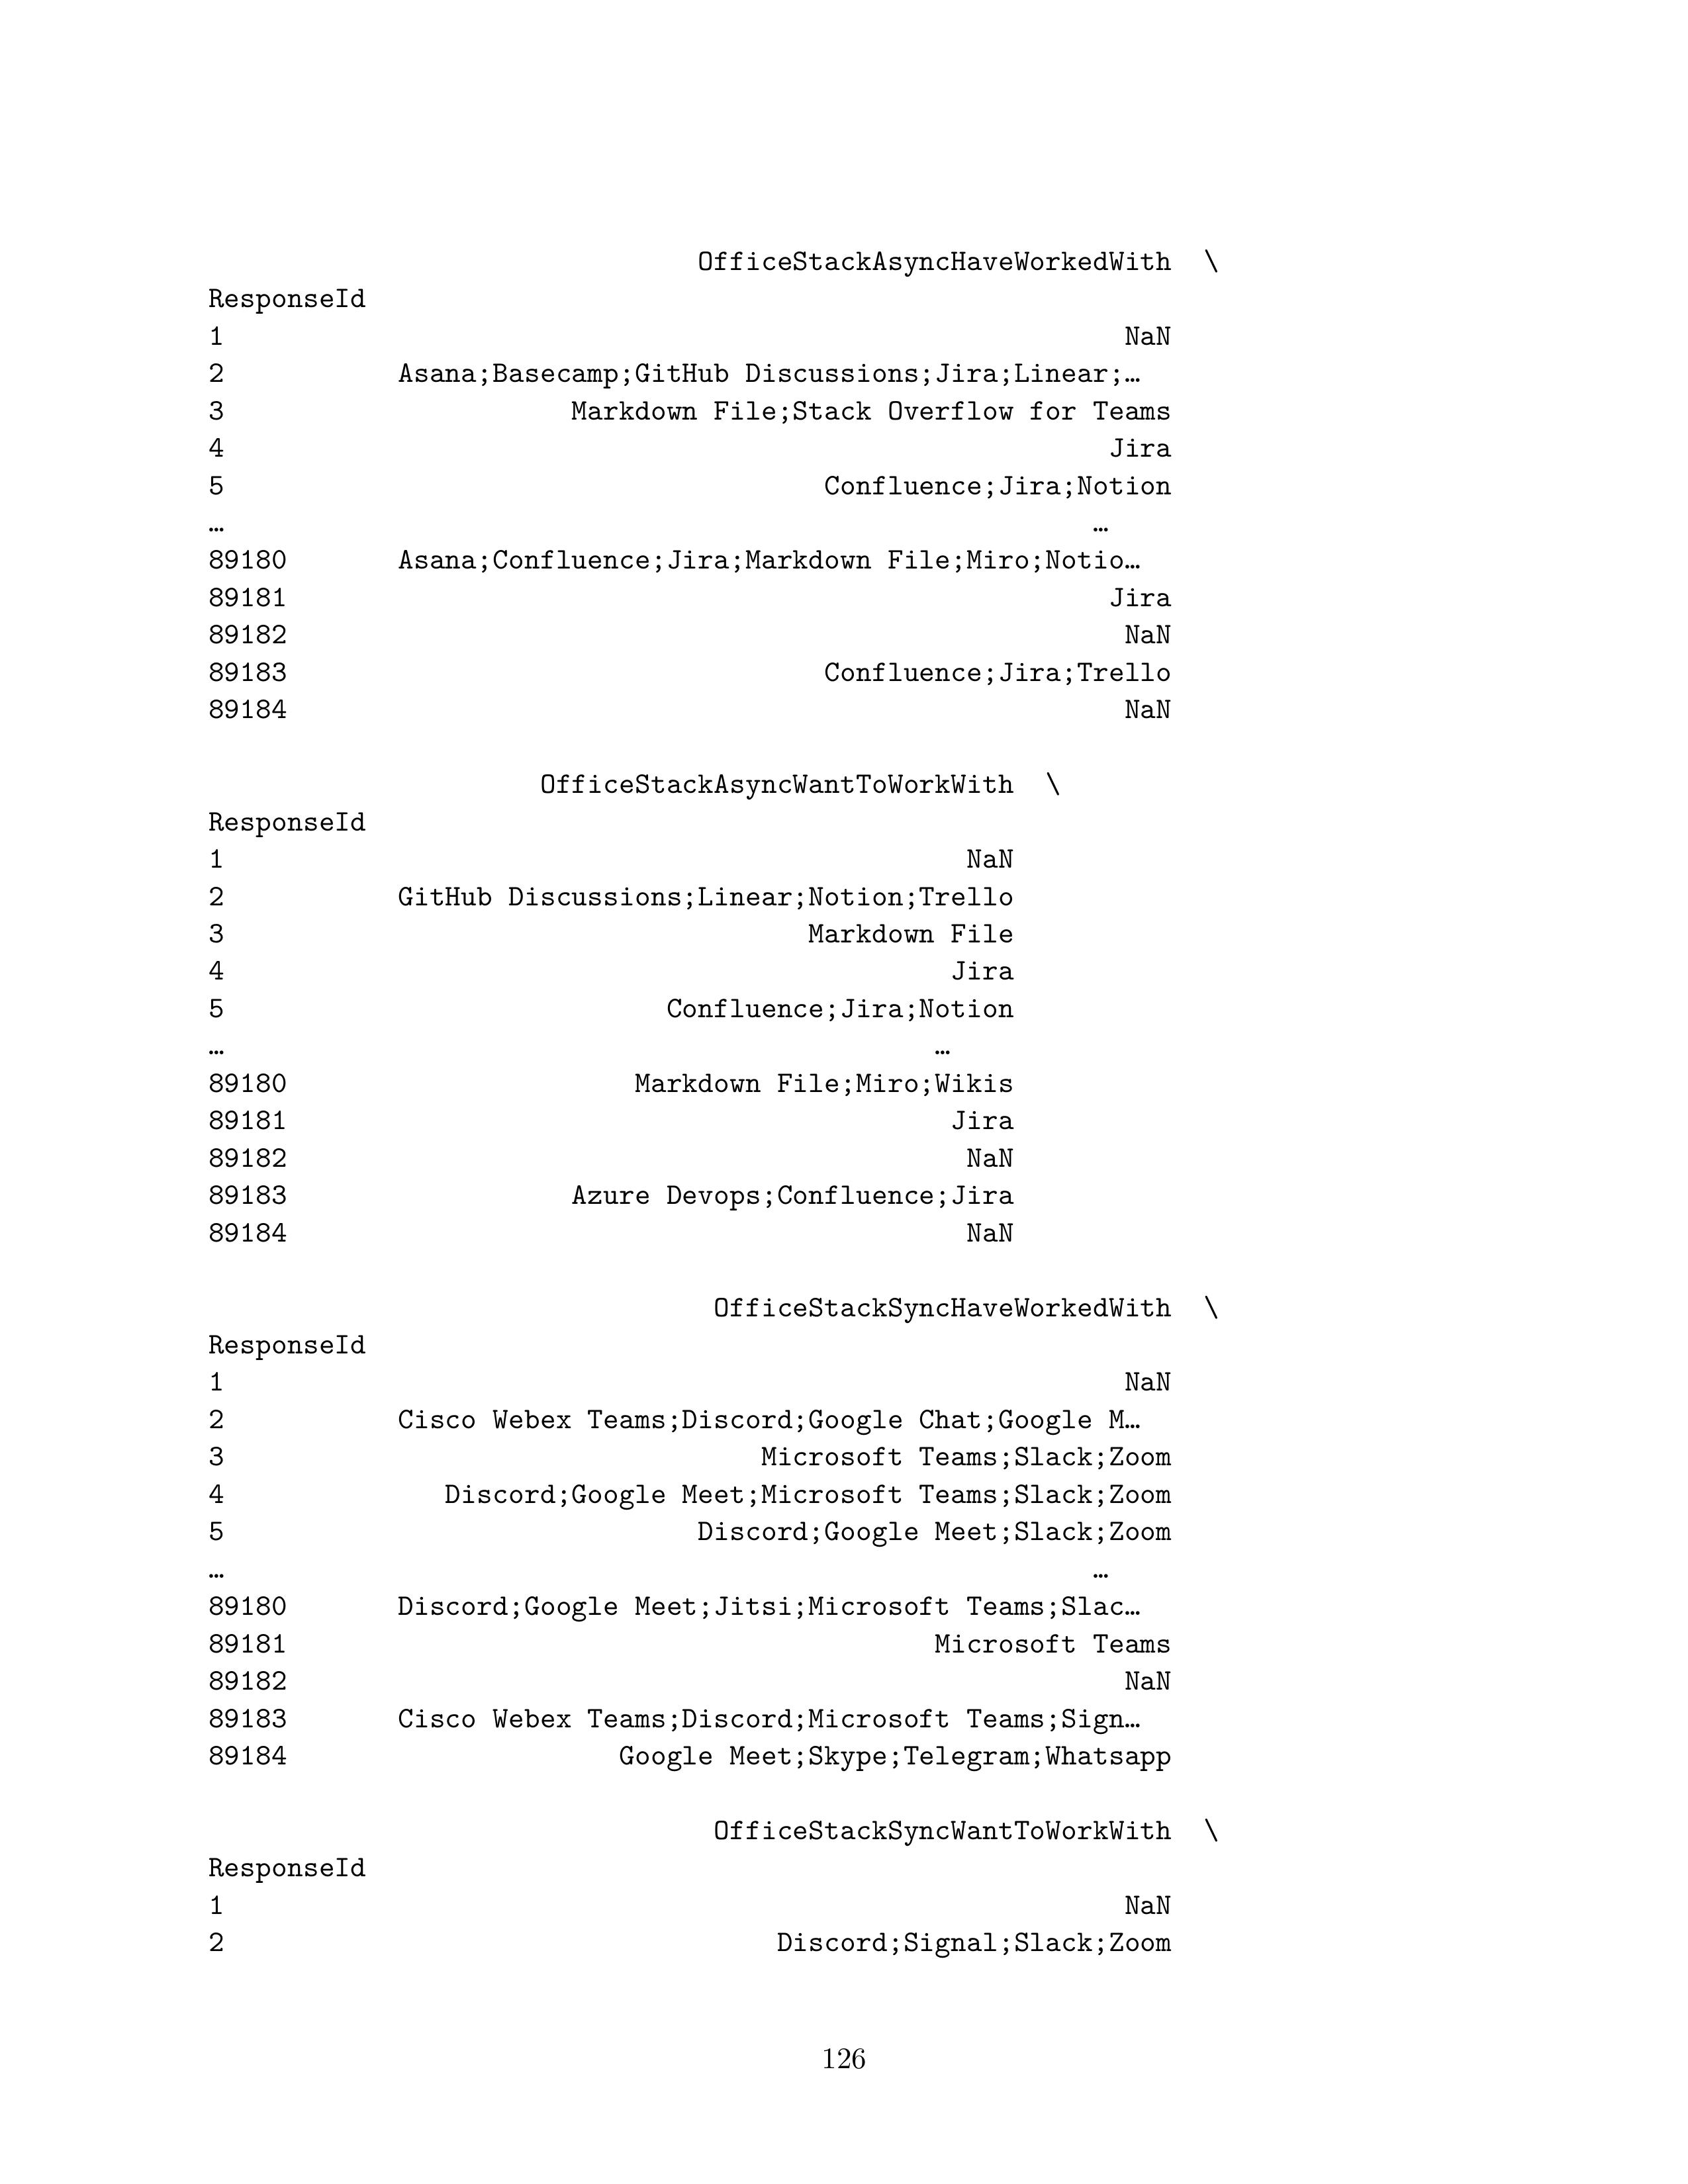 OfficeStackAsyncHaveWorkedWith \
ResponseId
1 NaN
2 Asana;Basecamp;GitHub Discussions;Jira;Linear;…
3 Markdown File;Stack Overflow for Teams
4 Jira
5 Confluence;Jira;Notion
… …
89180 Asana;Confluence;Jira;Markdown File;Miro;Notio…
89181 Jira
89182 NaN
89183 Confluence;Jira;Trello
89184 NaN
OfficeStackAsyncWantToWorkWith \
ResponseId
1 NaN
2 GitHub Discussions;Linear;Notion;Trello
3 Markdown File
4 Jira
5 Confluence;Jira;Notion
… …
89180 Markdown File;Miro;Wikis
89181 Jira
89182 NaN
89183 Azure Devops;Confluence;Jira
89184 NaN
OfficeStackSyncHaveWorkedWith \
ResponseId
1 NaN
2 Cisco Webex Teams;Discord;Google Chat;Google M…
3 Microsoft Teams;Slack;Zoom
4 Discord;Google Meet;Microsoft Teams;Slack;Zoom
5 Discord;Google Meet;Slack;Zoom
… …
89180 Discord;Google Meet;Jitsi;Microsoft Teams;Slac…
89181 Microsoft Teams
89182 NaN
89183 Cisco Webex Teams;Discord;Microsoft Teams;Sign…
89184 Google Meet;Skype;Telegram;Whatsapp
OfficeStackSyncWantToWorkWith \
ResponseId
1 NaN
2 Discord;Signal;Slack;Zoom
126